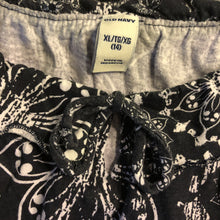 OLD NAVY
XL/TG/XG
(14)